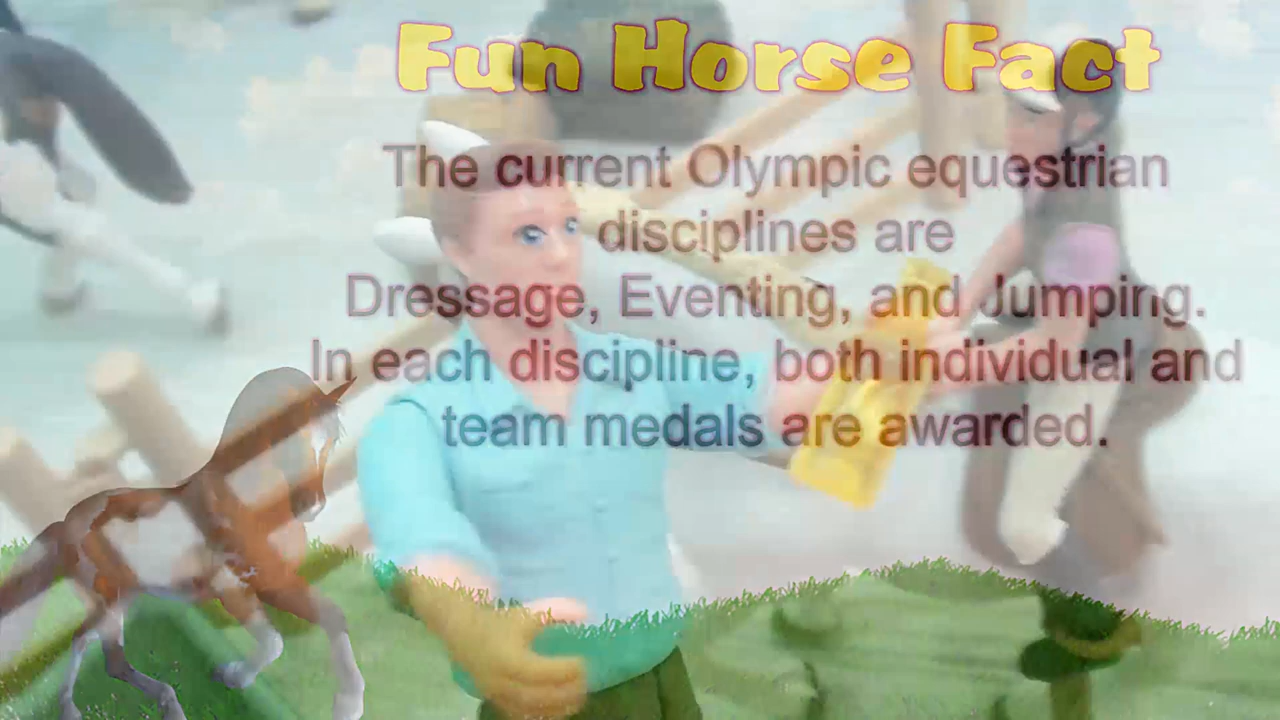 Fun Horse Fact
The current Olympic equestrian
disciplines are
Dressage, Eventing, and Jumping.
In each discipline, both individual and
team medals are awarded.